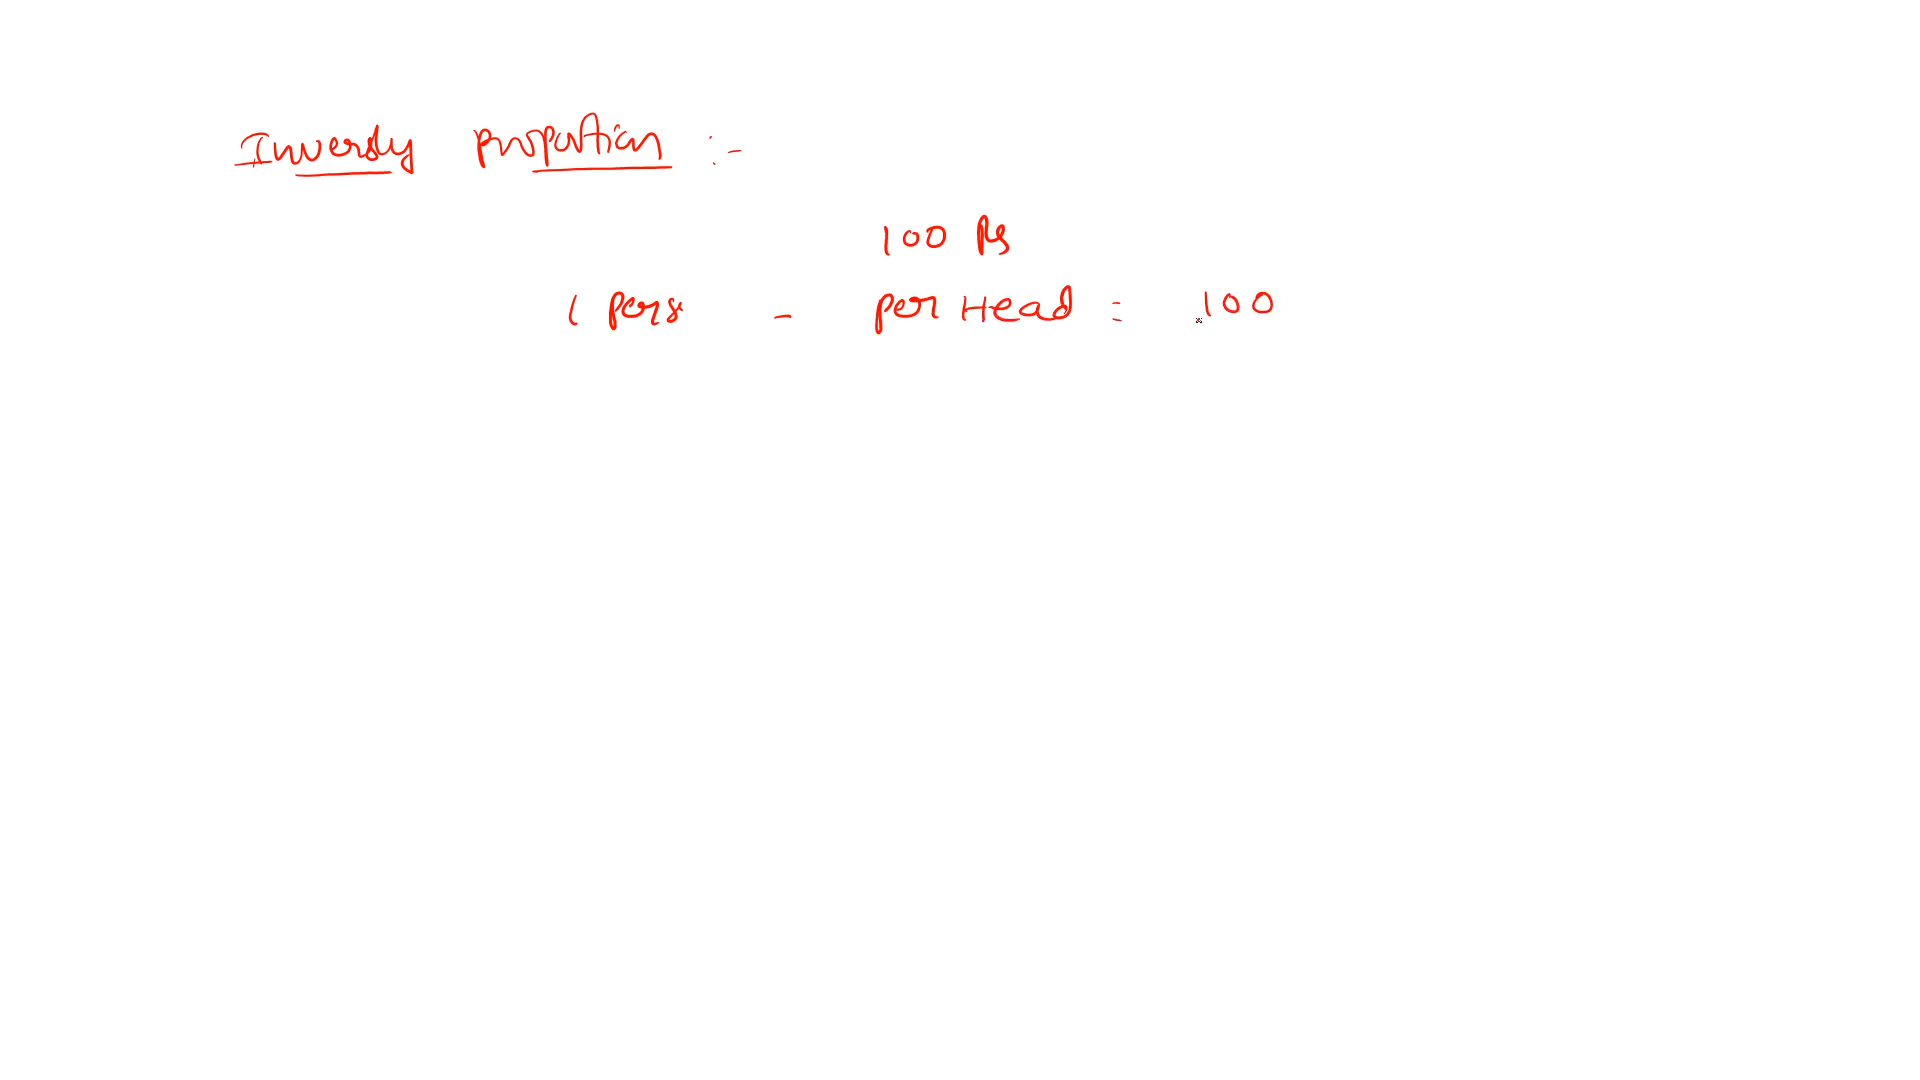 Inversly proportion :-
100 Rs
1 pers - per Head = 100